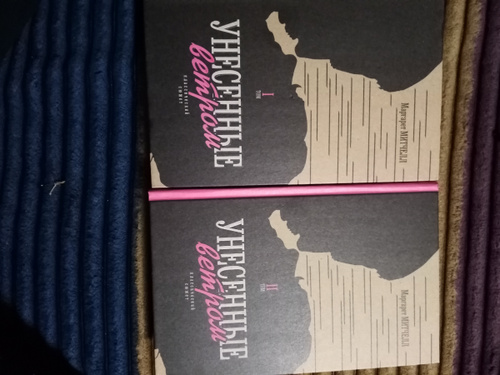 Маргарет МИТЧЕЛЛ
УНЕСЕННЫЕ
ветром
I
том
Маргарет МИТЧЕЛЛ
УНЕСЕННЫЕ
ветром
II
том